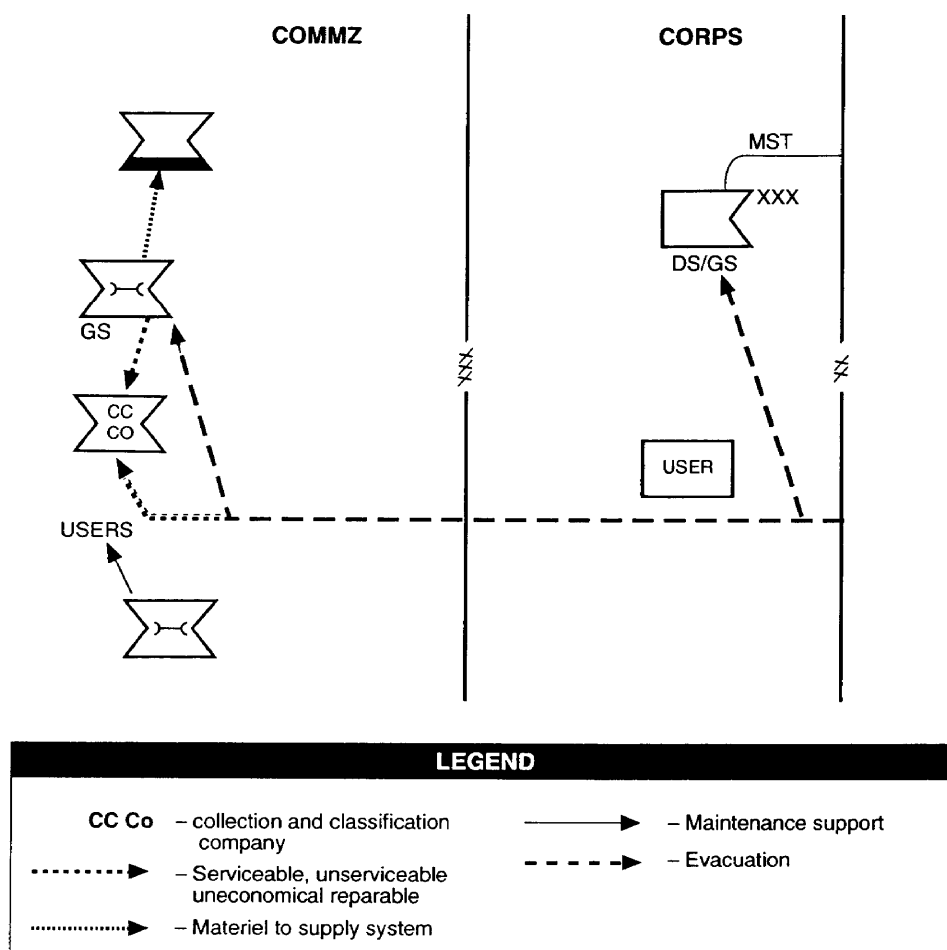 COMMZ
CORPS
MST
XXX
DS/GS
GS
CC
CO
USER
USERS
XXX
XX
LEGEND
CC Co – collection and classification
company
– Serviceable, unserviceable
uneconomical reparable
– Materiel to supply system
– Maintenance support
– Evacuation